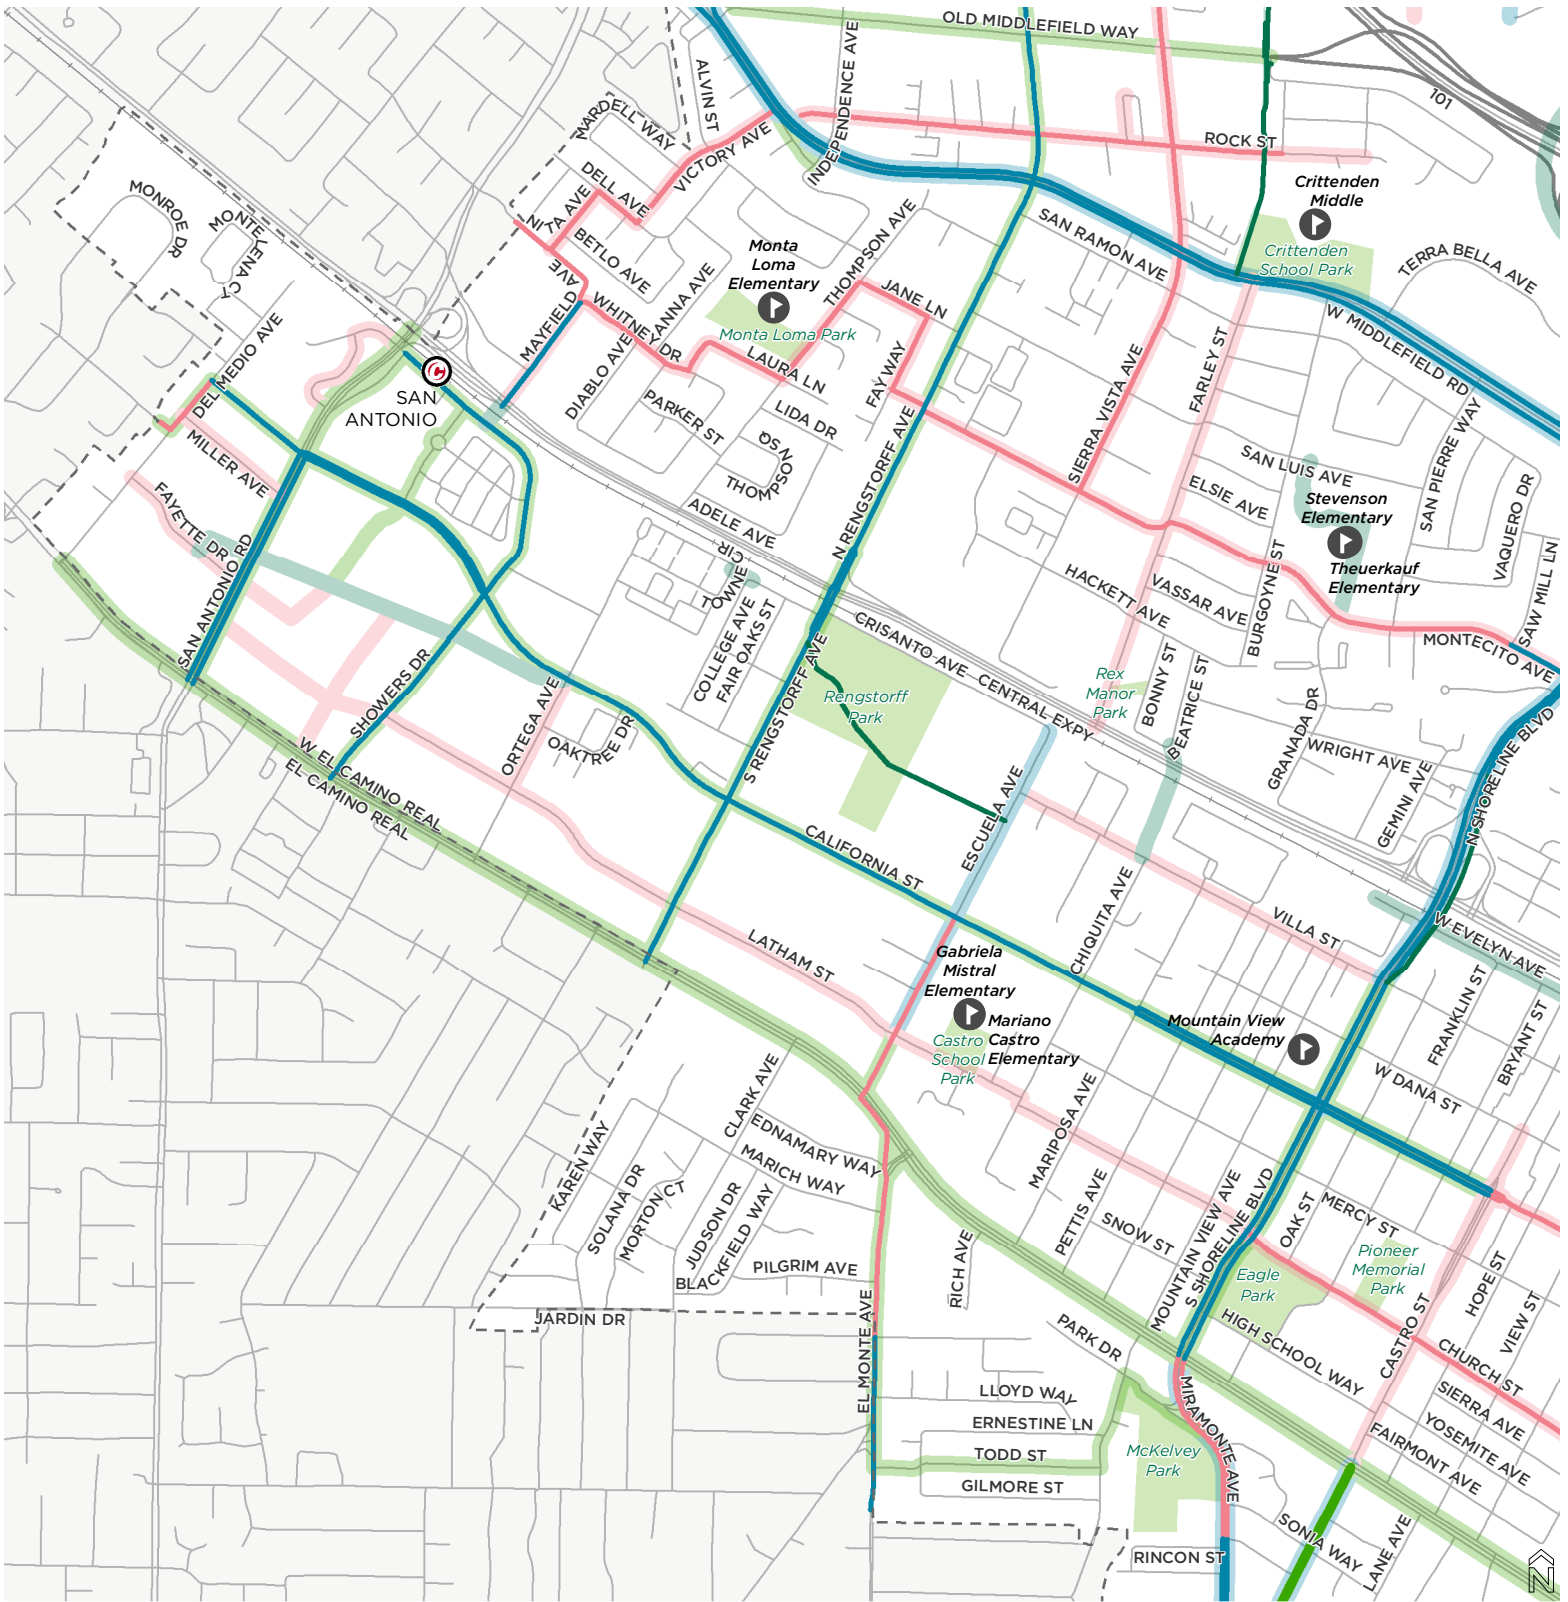 OLD MIDDLEFIELD WAY
101
ALVIN ST
INDEPENDENCE AVE
NARDELL WAY
VICTORY AVE
ROCK ST
Crittenden
Middle
Crittenden
School Park
TERRA BELLA AVE
DELL AVE
NITA AVE
BETLO AVE
Monta
Loma
Elementary
THOMPSON AVE
SAN RAMON AVE
MONROE DR
MONTELENA CT
ANNA AVE
MAYFIELD
AVE
WHITNEY DR
Monta Loma Park
JANE LN
W MIDDLEFIELD RD
DEL MEDIO AVE
DIABLO AVE
LAURA LN
FAY WAY
SIERRA VISTA AVE
FARLEY ST
SAN
ANTONIO
PARKER ST
LIDA DR
MILLER AVE
THOMPSON SQ
N RENGSTORFF AVE
SAN LUIS AVE
SAN PIERRE WAY
ELSIE AVE
Stevenson
Elementary
VAQUERO DR
FAYETTE DR
ADELE AVE
Theuerkauf
Elementary
SAN ANTONIO RD
TOWNE CIR
HACKETT AVE
VASSAR AVE
BURGOYNE ST
SAW MILL LN
MONTECITO AVE
COLLEGE AVE
FAIR OAKS ST
CRISANTO AVE
CENTRAL EXPY
S RENGSTORFF AVE
Rengstorff
Park
Rex
Manor
Park
BONNY ST
BEATRICE ST
GRANADA DR
SHOWERS DR
ORTEGA AVE
OAKTREE DR
WRIGHT AVE
GEMINI AVE
N SHORELINE BLVD
W EL CAMINO REAL
EL CAMINO REAL
CALIFORNIA ST
ESCUELA AVE
CHIQUITA AVE
VILLA ST
W EVELYN AVE
LATHAM ST
Gabriela
Mistral
Elementary
Mariano
Castro
Elementary
Castro
School
Park
Mountain View
Academy
FRANKLIN ST
BRYANT ST
W DANA ST
CLARK AVE
EDNAMARY WAY
MARICH WAY
KAREN WAY
SOLANA DR
MORTON CT
JUDSON DR
BLACKFIELD WAY
PILGRIM AVE
MARIPOSA AVE
PETTIS AVE
SNOW ST
MOUNTAIN VIEW AVE
S SHORELINE BLVD
OAK ST
MERCY ST
Pioneer
Memorial
Park
Eagle
Park
HOPE ST
VIEW ST
RICH AVE
JARDIN DR
EL MONTE AVE
PARK DR
HIGH SCHOOL WAY
CASTRO ST
CHURCH ST
LLOYD WAY
ERNESTINE LN
TODD ST
GILMORE ST
MIRAMONTE AVE
McKelvey
Park
SIERRA AVE
YOSEMITE AVE
FAIRMONT AVE
RINCON ST
SONIA WAY
LANE AVE
N